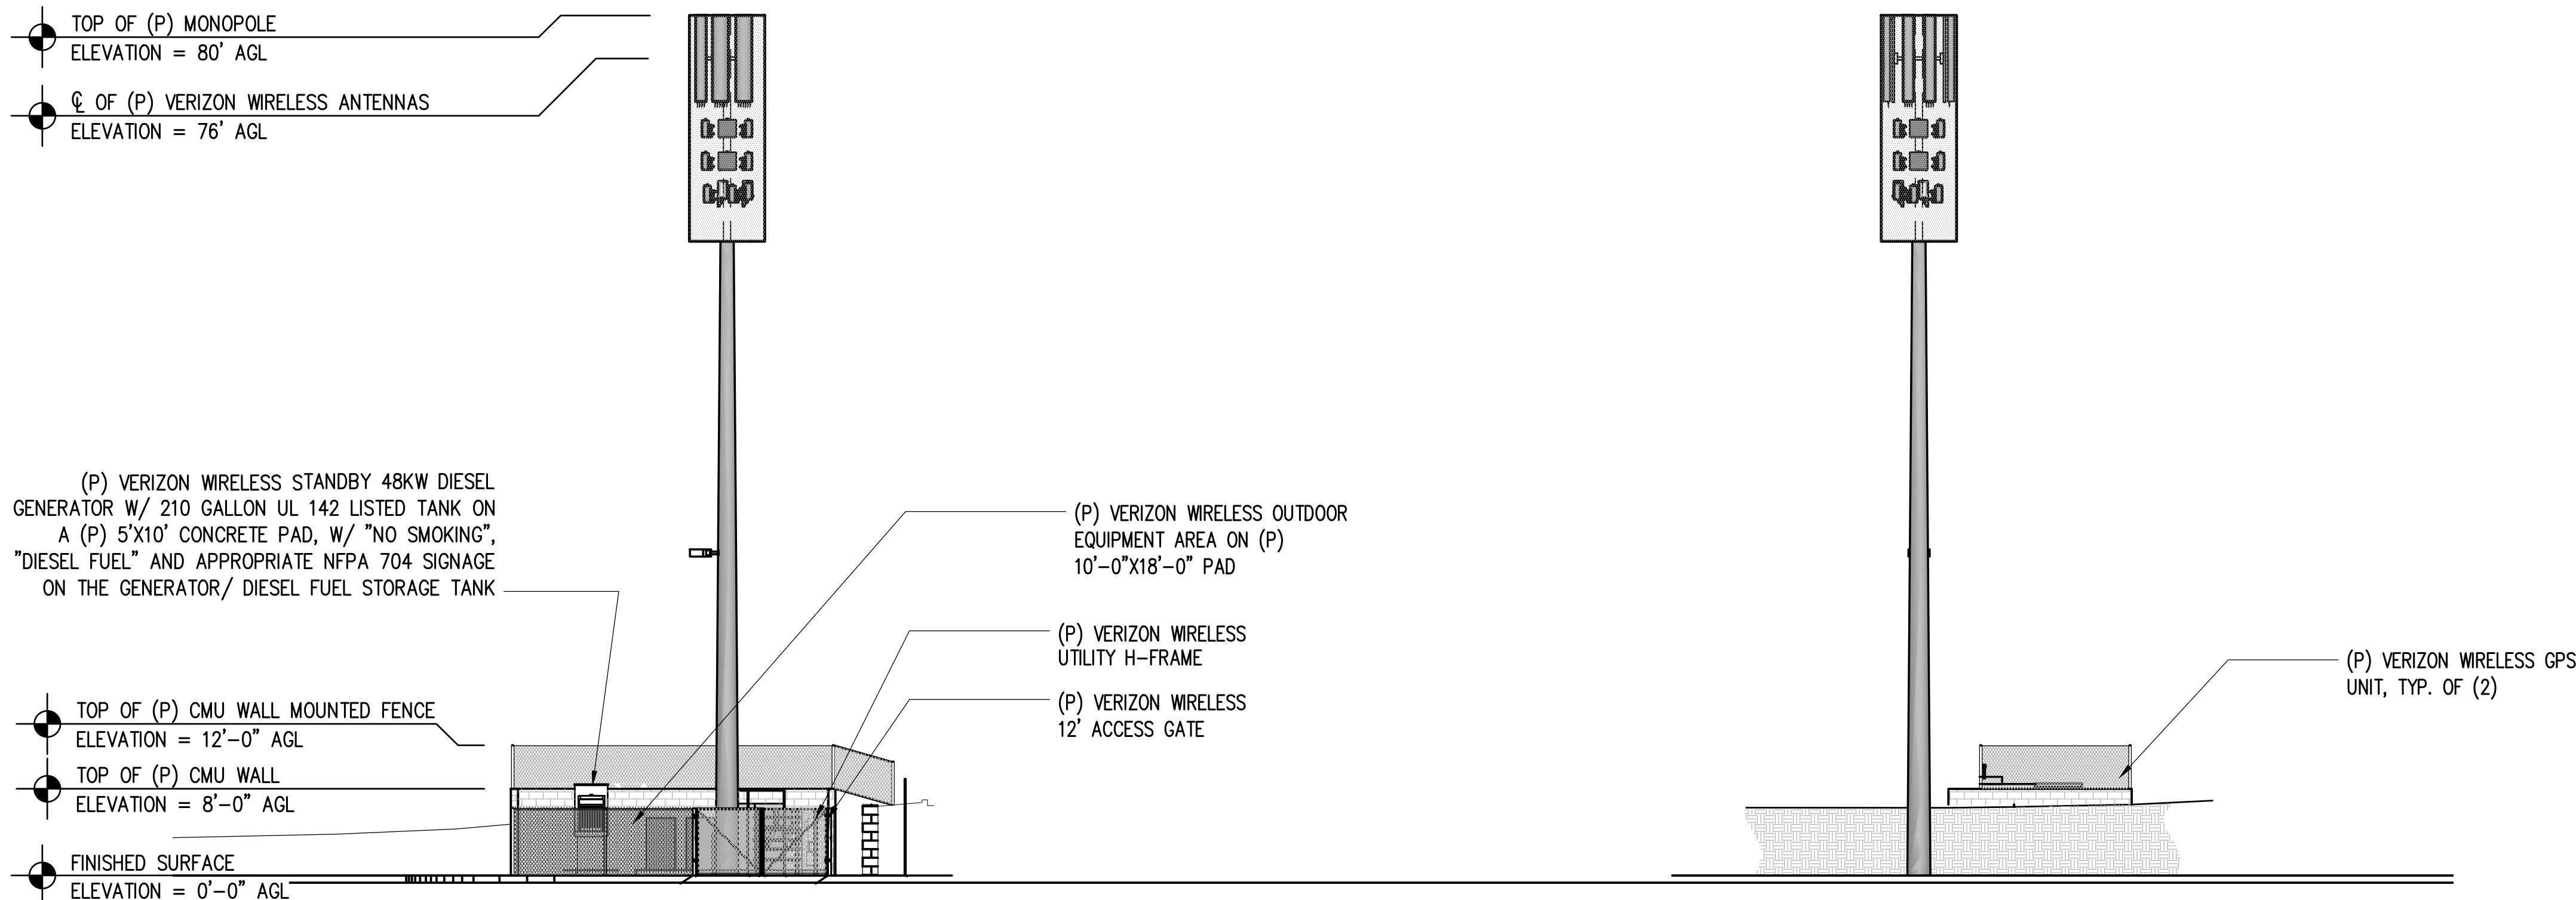 TOP OF (P) MONOPOLE
ELEVATION = 80' AGL
℄ OF (P) VERIZON WIRELESS ANTENNAS
ELEVATION = 76' AGL
(P) VERIZON WIRELESS STANDBY 48KW DIESEL
GENERATOR W/ 210 GALLON UL 142 LISTED TANK ON
A (P) 5'X10' CONCRETE PAD, W/ "NO SMOKING",
"DIESEL FUEL" AND APPROPRIATE NFPA 704 SIGNAGE
ON THE GENERATOR/ DIESEL FUEL STORAGE TANK
TOP OF (P) CMU WALL MOUNTED FENCE
ELEVATION = 12'-0" AGL
TOP OF (P) CMU WALL
ELEVATION = 8'-0" AGL
FINISHED SURFACE
ELEVATION = 0'-0" AGL
(P) VERIZON WIRELESS OUTDOOR
EQUIPMENT AREA ON (P)
10'-0"X18'-0" PAD
(P) VERIZON WIRELESS
UTILITY H-FRAME
(P) VERIZON WIRELESS
12' ACCESS GATE
(P) VERIZON WIRELESS GPS
UNIT, TYP. OF (2)